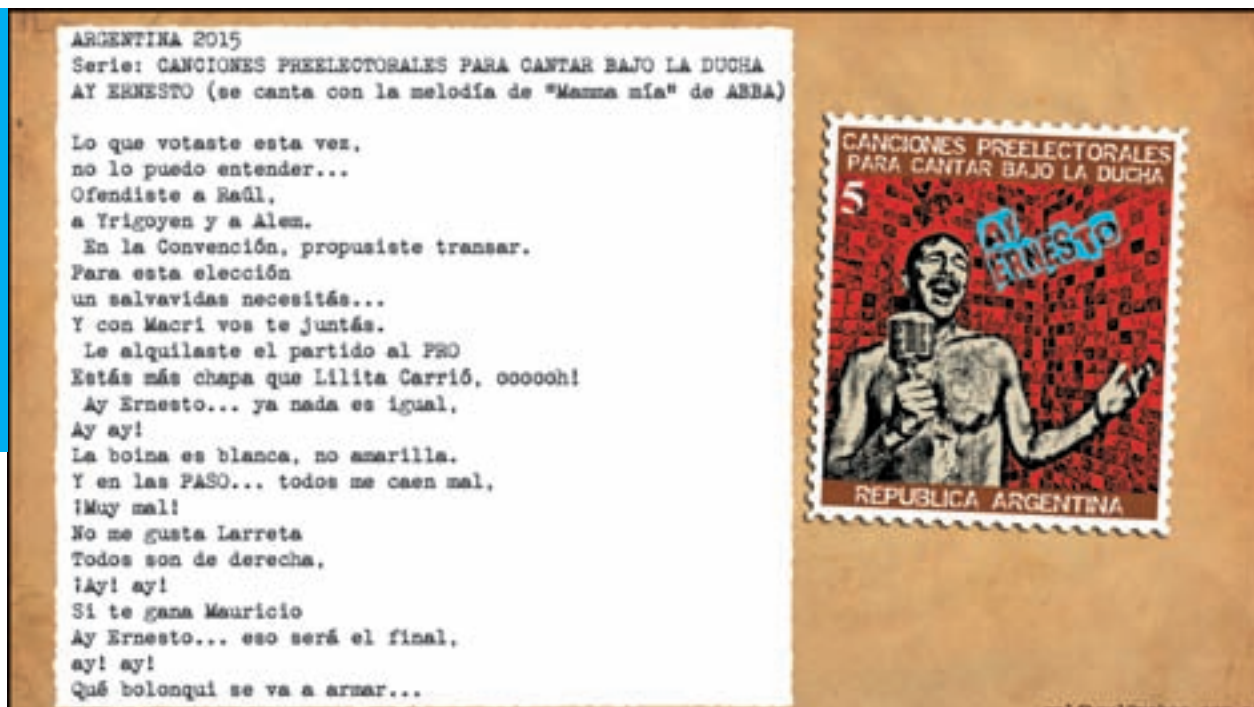 ARGENTINA 2015
Serie: CANCIONES PREELECTORALES PARA CANTAR BAJO LA DUCHA
AY ERNESTO (se canta con la melodía de "Mamma mía" de ABBA)
Lo que votaste esta vez,
no lo puedo entender...
Ofendiste a Raúl,
a Yrigoyen y a Alem.
En la Convención, propusiste transar.
Para esta elección
un salvavidas necesitás...
Y con Macri vos te juntás.
Le alquilaste el partido al PRO
Estás más chapa que Lilita Carrió, oooooh!
Ay Ernesto... ya nada es igual,
Ay ay!
La boina es blanca, no amarilla.
Y en las PASO... todos me caen mal,
¡Muy mal!
No me gusta Larreta
Todos son de derecha,
¡Ay! ay!
Si te gana Mauricio
Ay Ernesto... eso será el final,
ay! ay!
Qué bolonqui se va a armar...
CANCIONES PREELECTORALES
PARA CANTAR BAJO LA DUCHA
5
AY
ERNESTO
REPUBLICA ARGENTINA